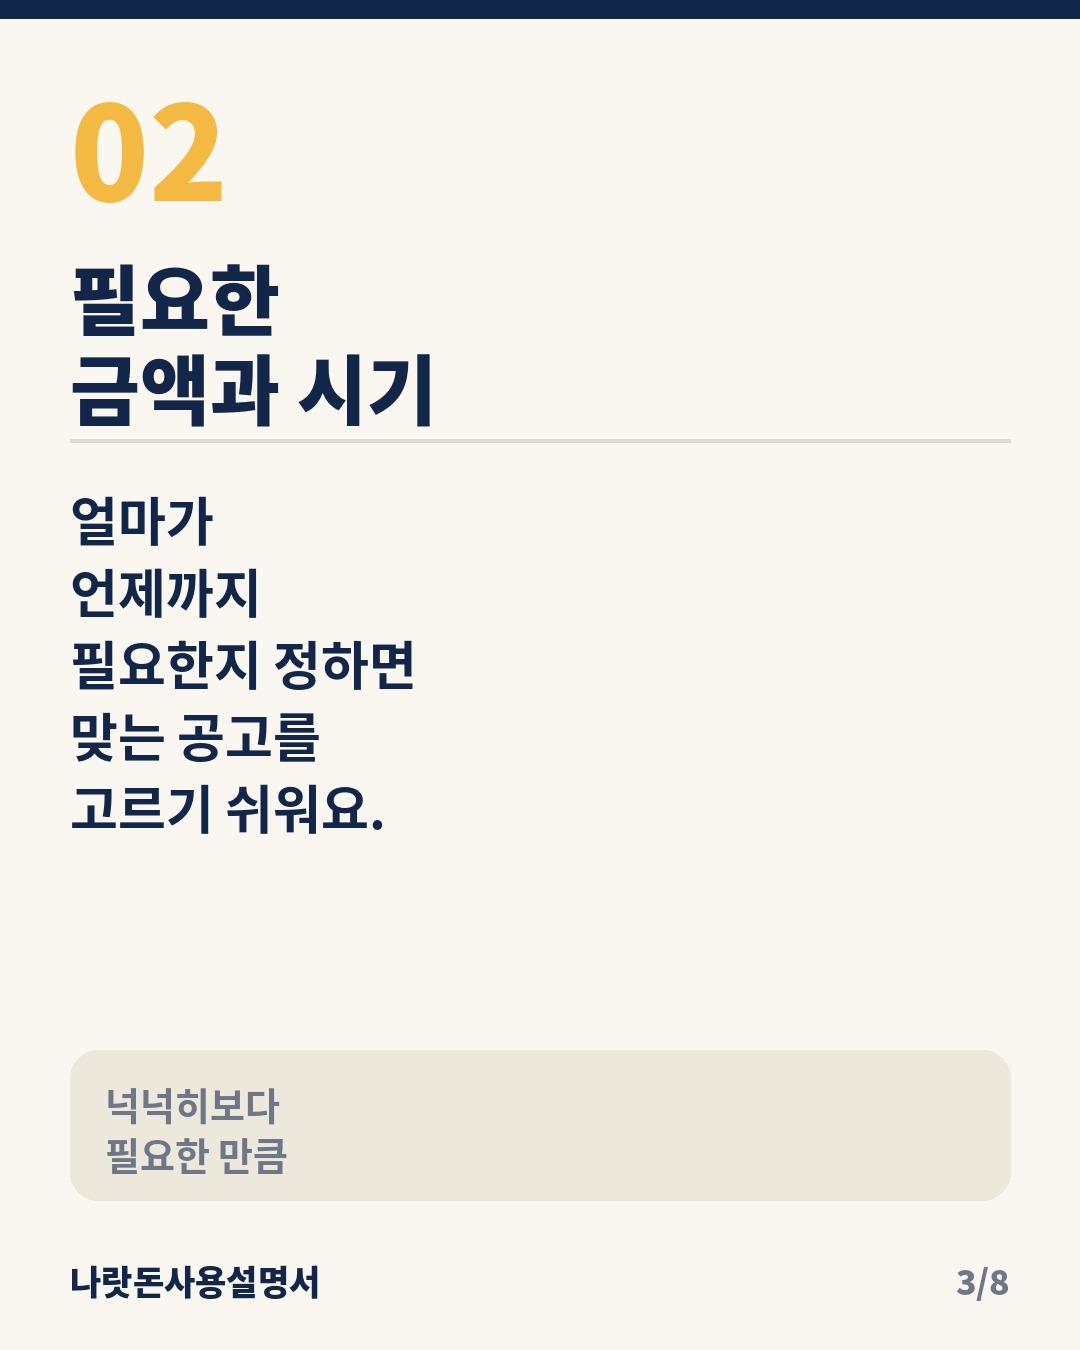 02
필요한
금액과 시기
얼마가
언제까지
필요한지 정하면
맞는 공고를
고르기 쉬워요.
넉넉히보다
필요한 만큼
나랏돈사용설명서
3/8